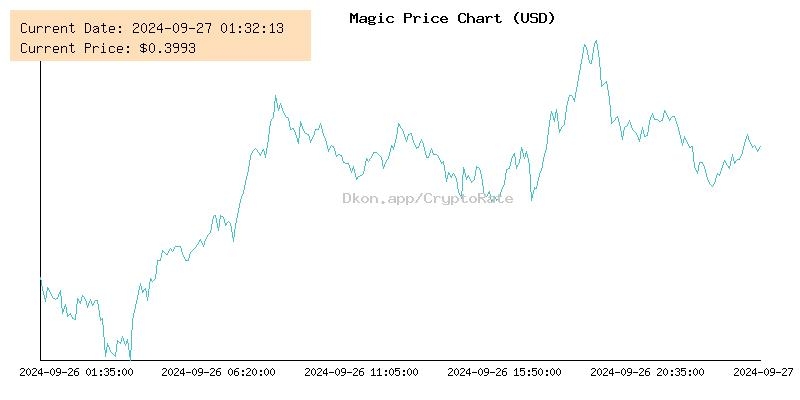 Magic Price Chart (USD)
Current Date: 2024-09-27 01:32:13
Current Price: $0.3993
Dkon.app/CryptoRate
2024-09-26 01:35:00 2024-09-26 06:20:00 2024-09-26 11:05:00 2024-09-26 15:50:00 2024-09-26 20:35:00 2024-09-27